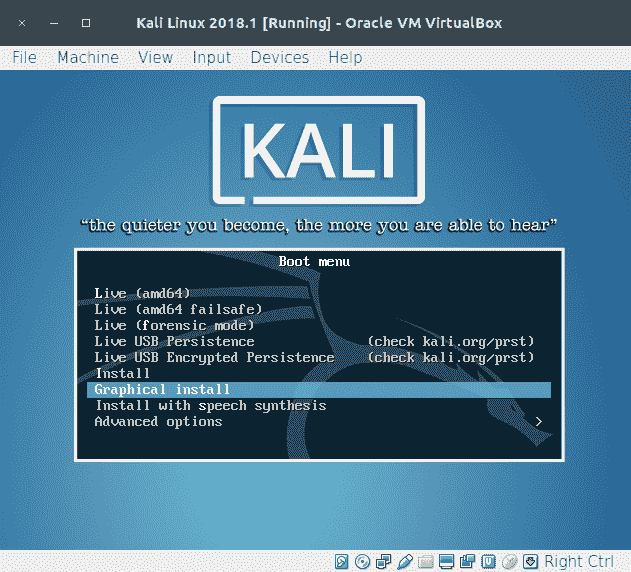 Kali Linux 2018.1 [Running] - Oracle VM VirtualBox
File Machine View Input Devices Help
KALI
“the quieter you become, the more you are able to hear”
Boot menu
Live (amd64)
Live (amd64 failsafe)
Live (forensic mode)
Live USB Persistence (check kali.org/prst)
Live USB Encrypted Persistence (check kali.org/prst)
Install
Graphical install
Install with speech synthesis
Advanced options >
Right Ctrl